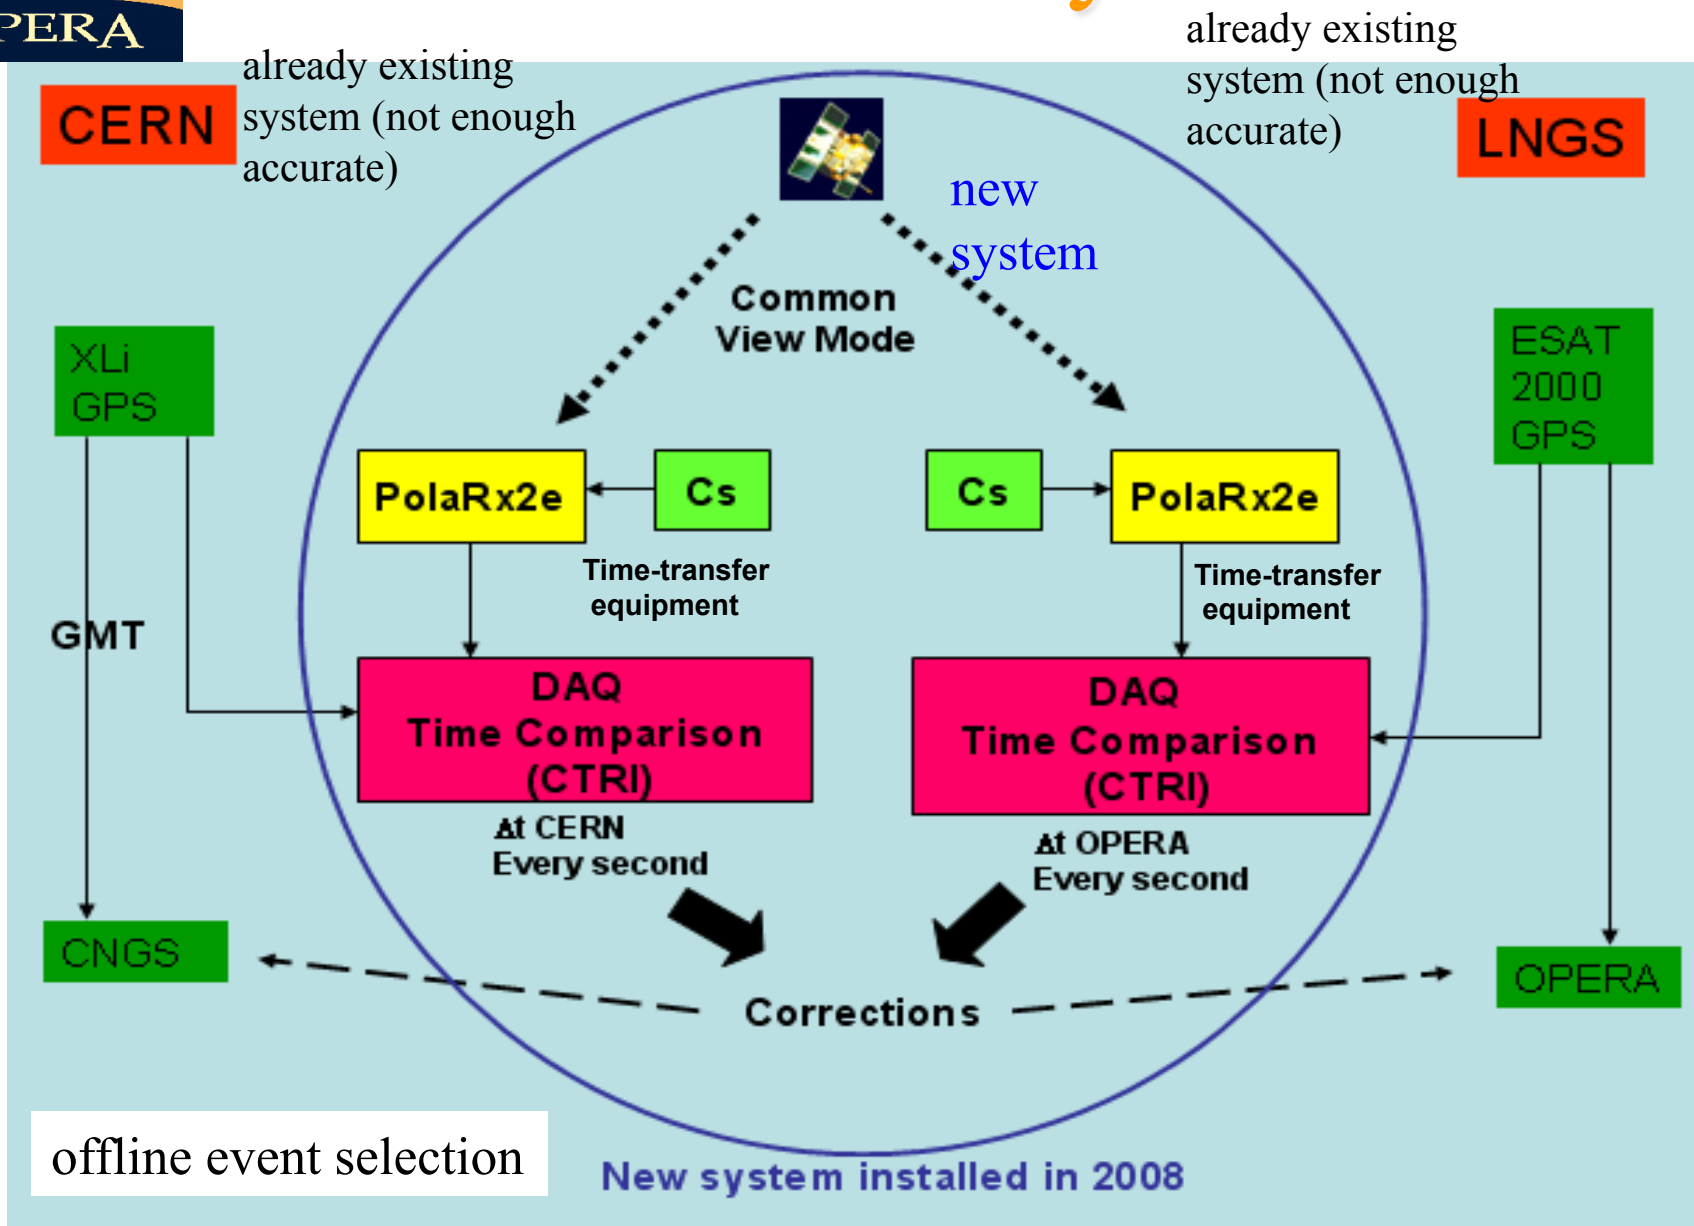 PERA
already existing
system (not enough
accurate)
already existing
system (not enough
accurate)
CERN
LNGS
new
system
Common
View Mode
XLi
GPS
ESAT
2000
GPS
PolaRx2e
Cs
Cs
PolaRx2e
Time-transfer
equipment
Time-transfer
equipment
GMT
DAQ
Time Comparison
(CTRI)
DAQ
Time Comparison
(CTRI)
Δt CERN
Every second
Δt OPERA
Every second
CNGS
OPERA
Corrections
offline event selection
New system installed in 2008